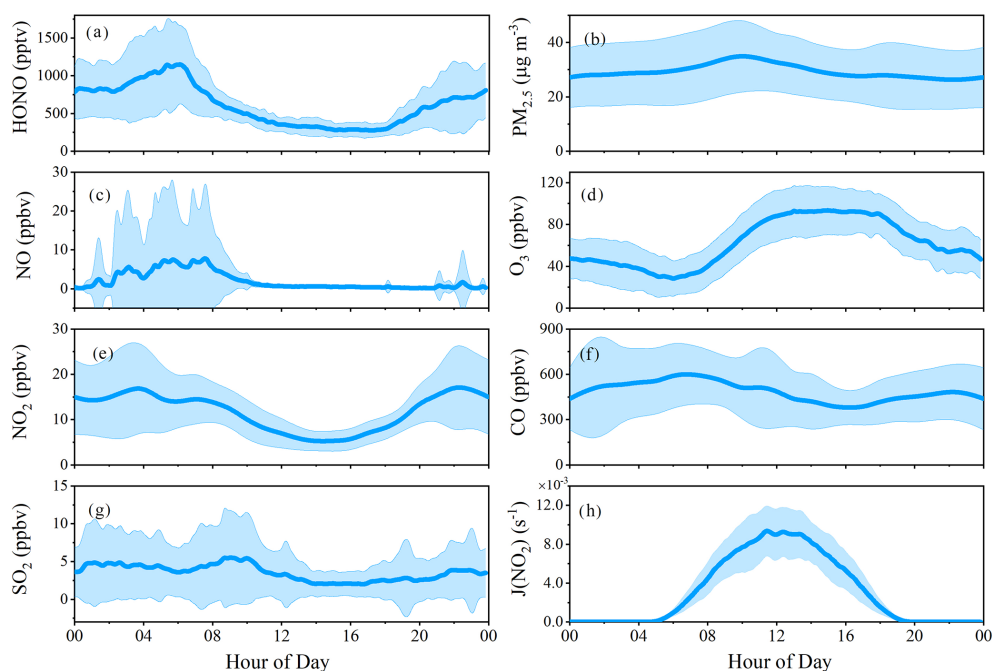 (a)
HONO (pptv)
1500
1000
500
0
(b)
PM2.5 (μg m-3)
60
40
20
0
(c)
NO (ppbv)
30
20
10
0
(d)
O3 (ppbv)
120
80
40
0
(e)
NO2 (ppbv)
30
20
10
0
(f)
CO (ppbv)
900
600
300
0
(g)
SO2 (ppbv)
15
10
5
0
00 04 08 12 16 20 00
Hour of Day
(h)
×10-3
J(NO2) (s-1)
12.0
8.0
4.0
0.0
00 04 08 12 16 20 00
Hour of Day